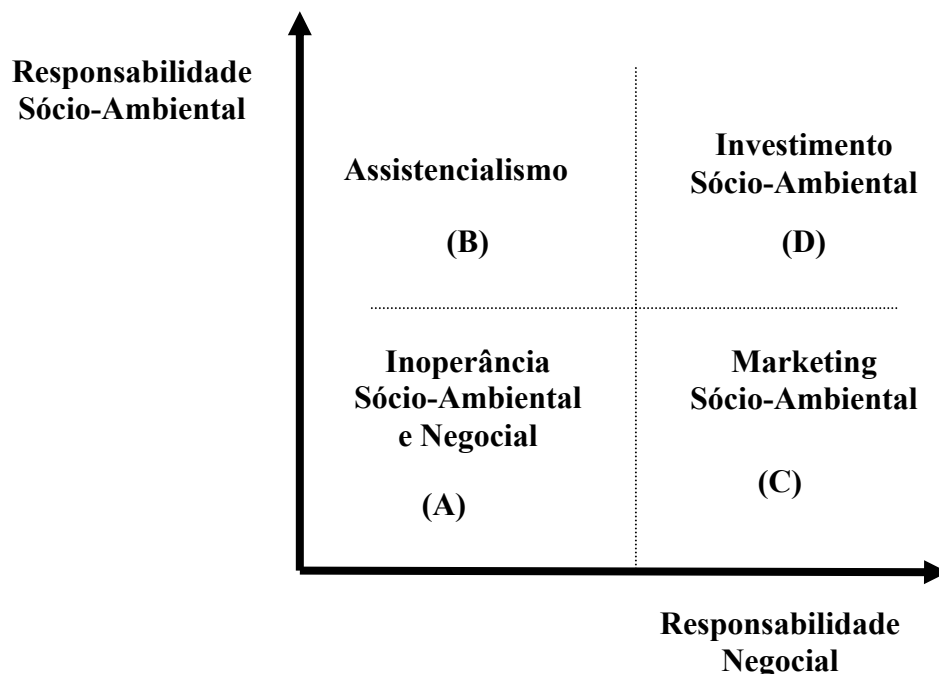 Responsabilidade
Sócio-Ambiental
Assistencialismo
(B)
Investimento
Sócio-Ambiental
(D)
Inoperância
Sócio-Ambiental
e Negocial
(A)
Marketing
Sócio-Ambiental
(C)
Responsabilidade
Negocial